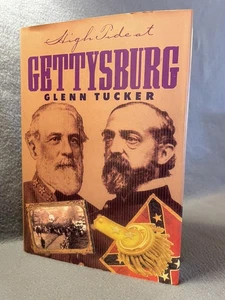 High Tide at
GETTYSBURG
GLENN TUCKER